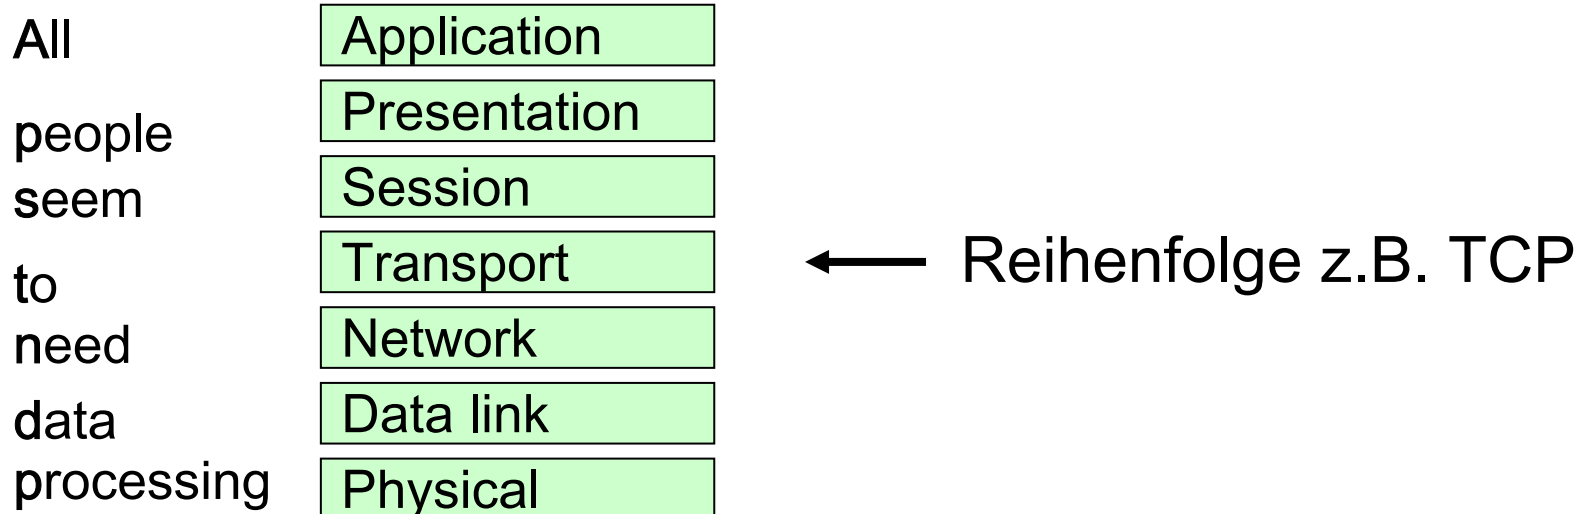 All
Application
people
Presentation
seem
Session
to
Transport
Reihenfolge z.B. TCP
need
Network
data
Data link
processing
Physical